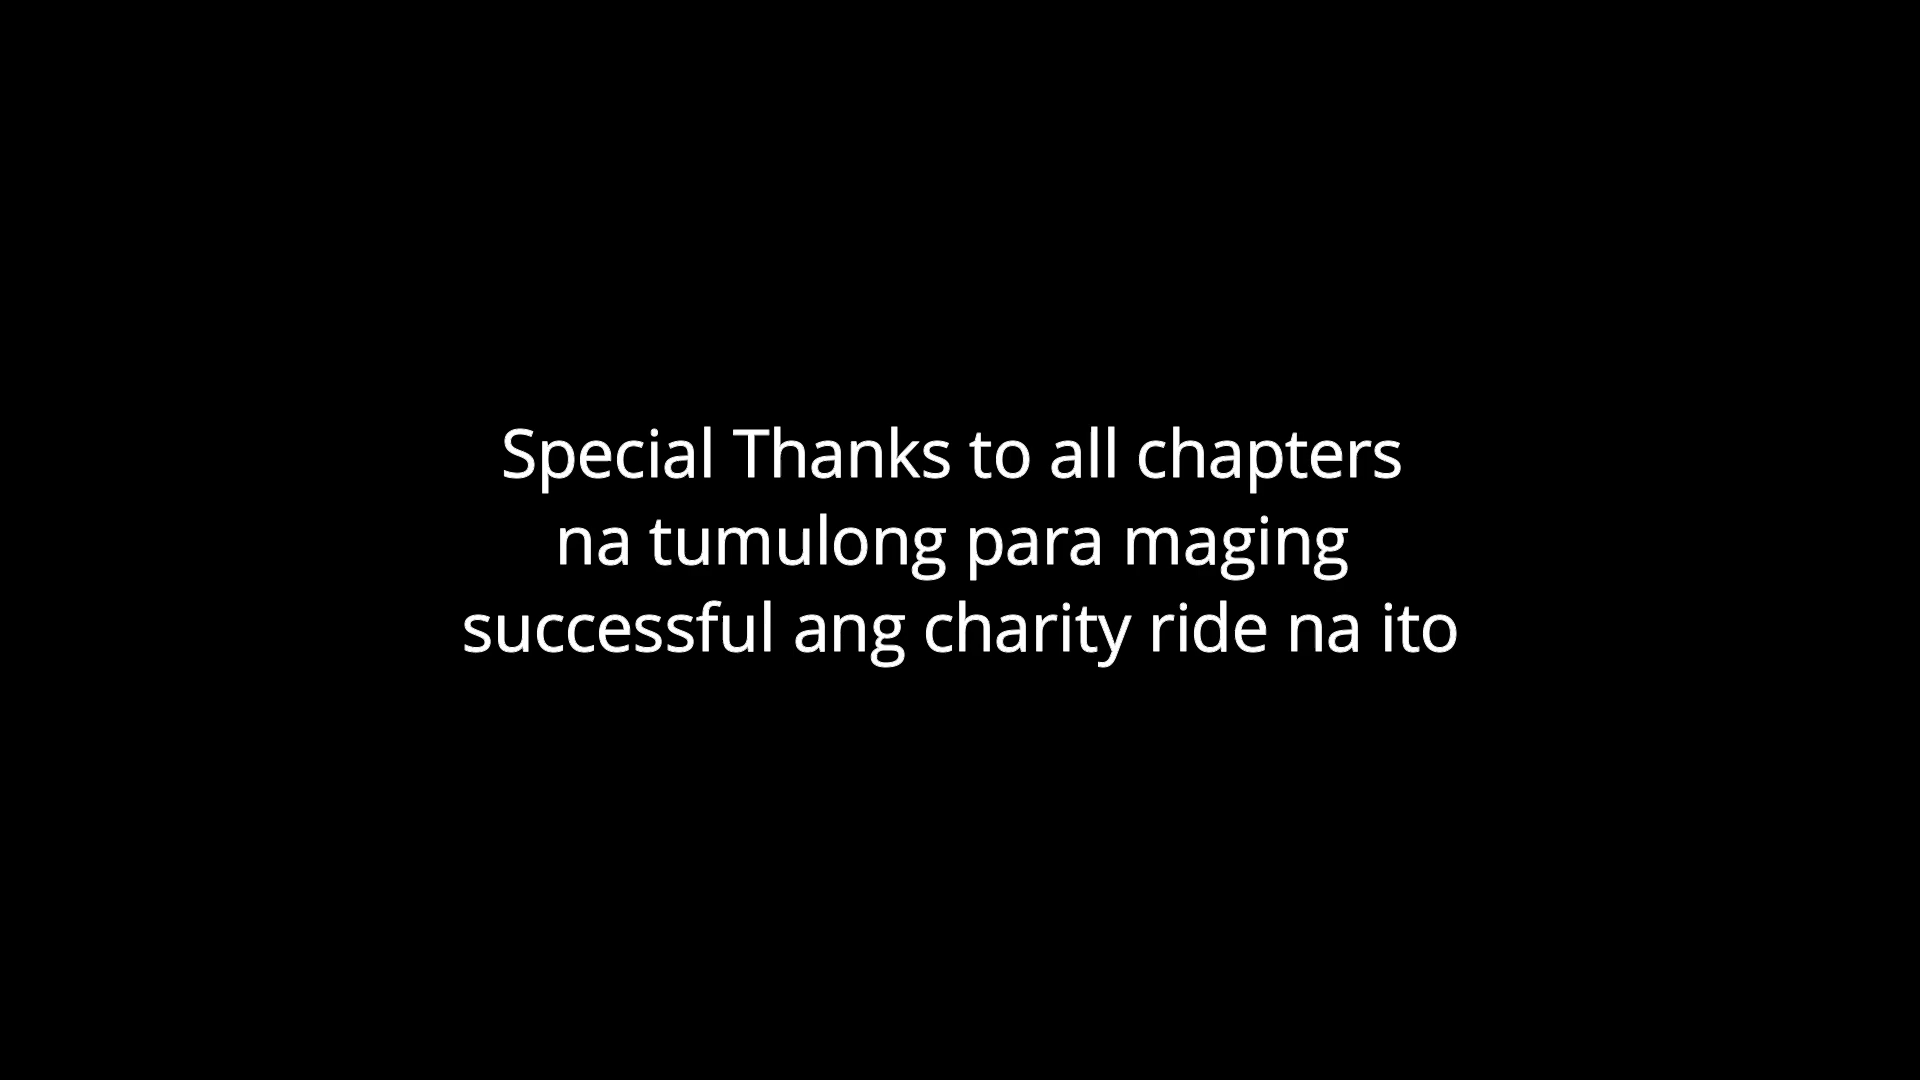 Special Thanks to all chapters
na tumulong para maging
successful ang charity ride na ito